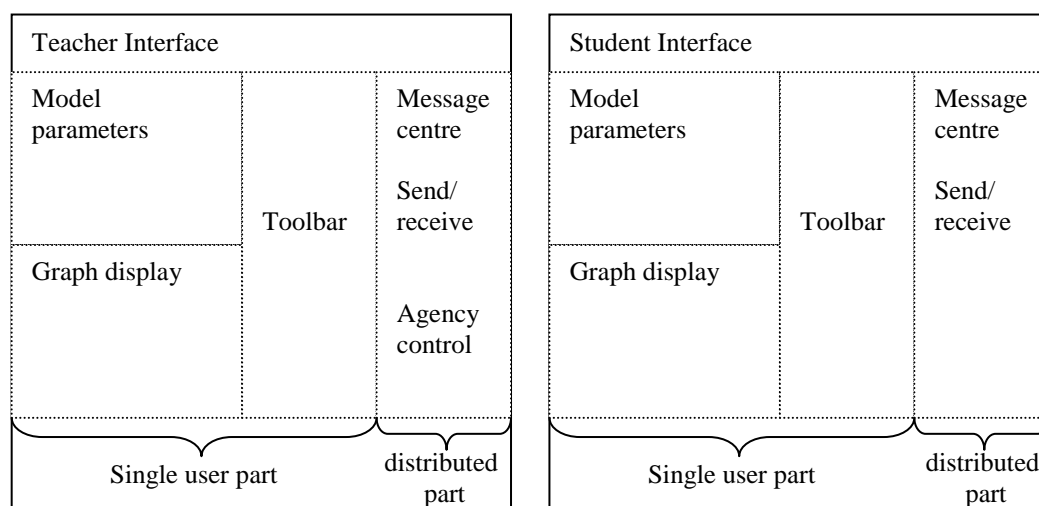 Teacher Interface
Model
parameters
Graph display
Toolbar
Message
centre
Send/
receive
Agency
control
Single user part
distributed
part
Student Interface
Model
parameters
Graph display
Toolbar
Message
centre
Send/
receive
Single user part
distributed
part